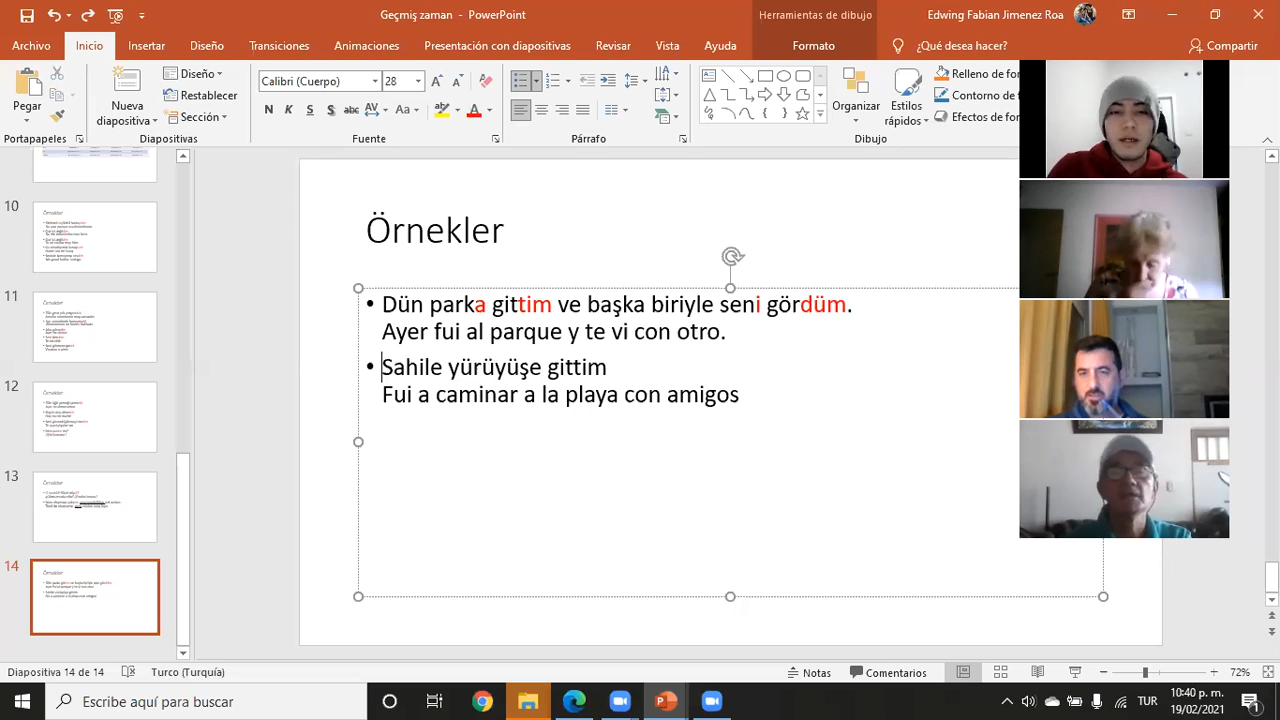 Geçmiş zaman - PowerPoint
Herramientas de dibujo
Edwing Fabian Jimenez Roa
Archivo Inicio Insertar Diseño Transiciones Animaciones Presentación con diapositivas Revisar Vista Ayuda Formato ¿Qué desea hacer? Compartir
Pegar
Nueva diapositiva
Diseño
Restablecer
Sección
Calibri (Cuerpo) 28
N K S abc AV Aa A
Organizar
Estilos rápidos
Relleno de f
Contorno de f
Efectos de for
Portapapeles Diapositivas Fuente Párrafo Dibujo
10
11
12
13
14
Örnekler
Dün parka gittim ve başka biriyle seni gördüm.
Ayer fui al parque y te vi con otro.
Sahile yürüyüşe gittim
Fui a caminar a la playa con amigos
Diapositiva 14 de 14 Turco (Turquía) Notas Comentarios 72%
Escribe aquí para buscar
TUR
10:40 p. m.
19/02/2021